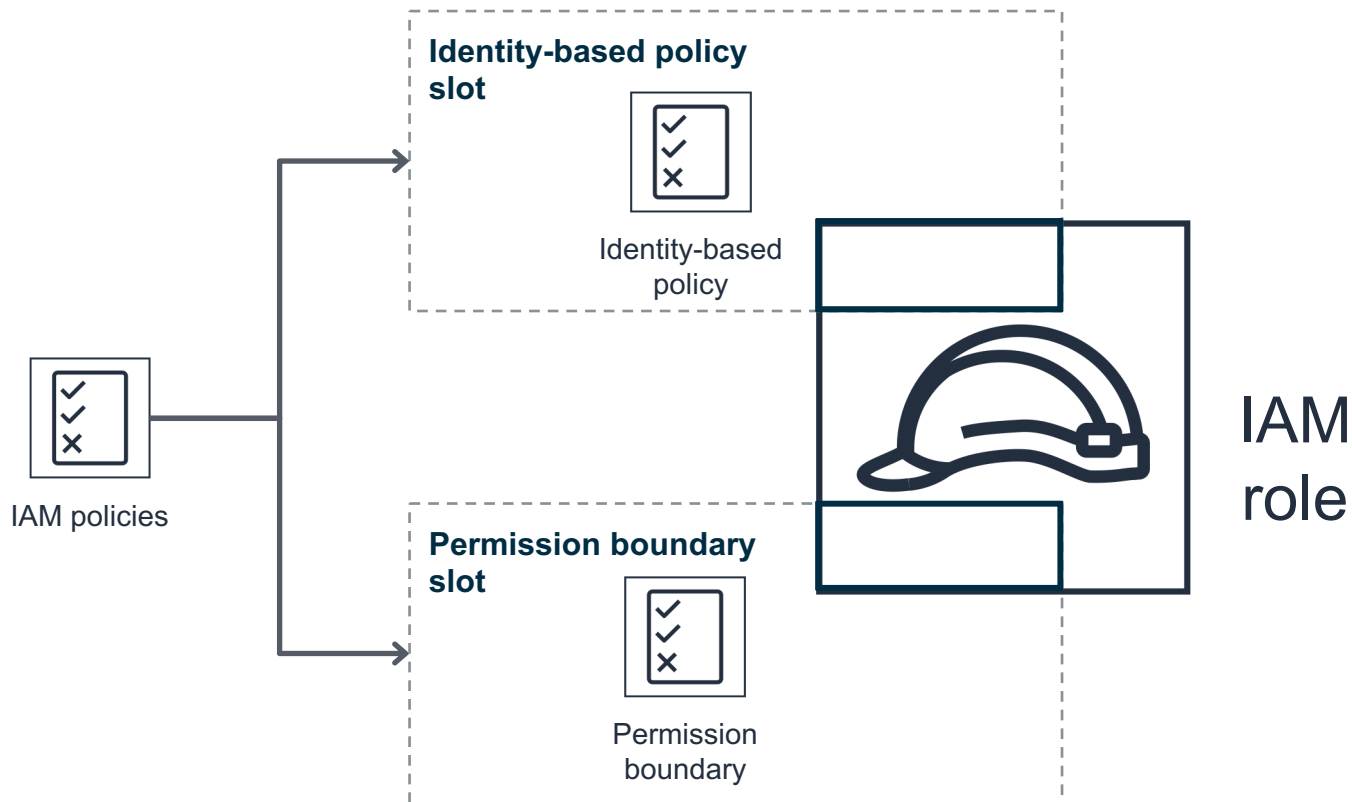 Identity-based policy
slot
Identity-based
policy
IAM policies
IAM
role
Permission boundary
slot
Permission
boundary